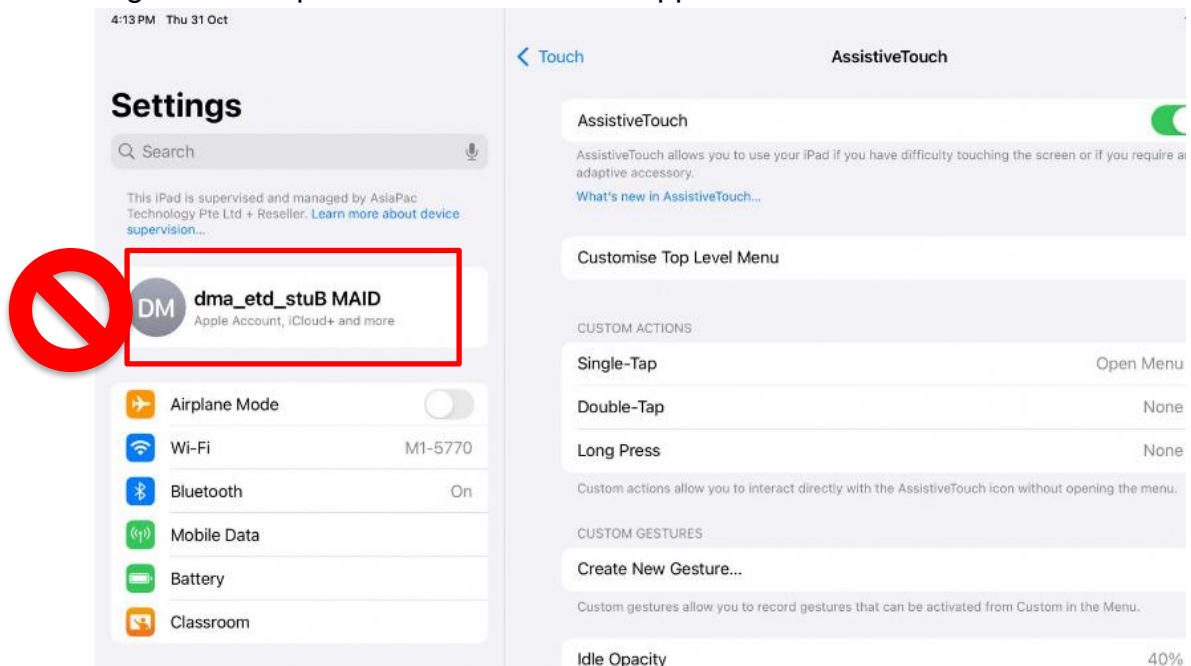 4:13 PM Thu 31 Oct
Settings
Search
This iPad is supervised and managed by AsiaPac
Technology Pte Ltd + Reseller. Learn more about device
supervision...
DM
dma_etd_stuB MAID
Apple Account, iCloud+ and more
Airplane Mode
Wi-Fi M1-5770
Bluetooth On
Mobile Data
Battery
Classroom
Touch
AssistiveTouch
AssistiveTouch
AssistiveTouch allows you to use your iPad if you have difficulty touching the screen or if you require
adaptive accessory.
What's new in AssistiveTouch...
Customise Top Level Menu
CUSTOM ACTIONS
Single-Tap Open Menu
Double-Tap None
Long Press None
Custom actions allow you to interact directly with the AssistiveTouch icon without opening the menu.
CUSTOM GESTURES
Create New Gesture...
Custom gestures allow you to record gestures that can be activated from Custom in the Menu.
Idle Opacity 40%